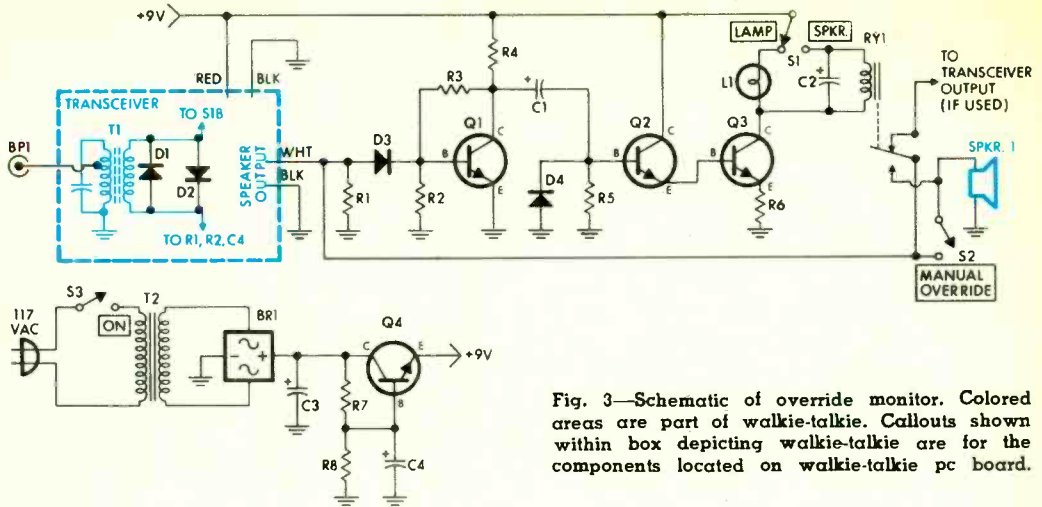 +9V
LAMP
SPKR.
RY1
R4
S1
RED
BLK
R3
C1
L1
C2
TO
TRANSCEIVER
OUTPUT
(IF USED)
TRANSCEIVER
TO S1B
T1
Q1
C
Q2
C
Q3
C
BP1
D1
D2
SPEAKER
OUTPUT
WHT
BLK
D3
B
E
D4
B
E
B
E
SPKR. 1
R1
R2
R5
R6
TO R1, R2, C4
S2
MANUAL
OVERRIDE
S3
T2
117
VAC
ON
BR1
Q4
C
E
B
+9V
- +
C3
R7
R8
C4
Fig. 3—Schematic of override monitor. Colored
areas are part of walkie-talkie. Callouts shown
within box depicting walkie-talkie are for the
components located on walkie-talkie pc board.